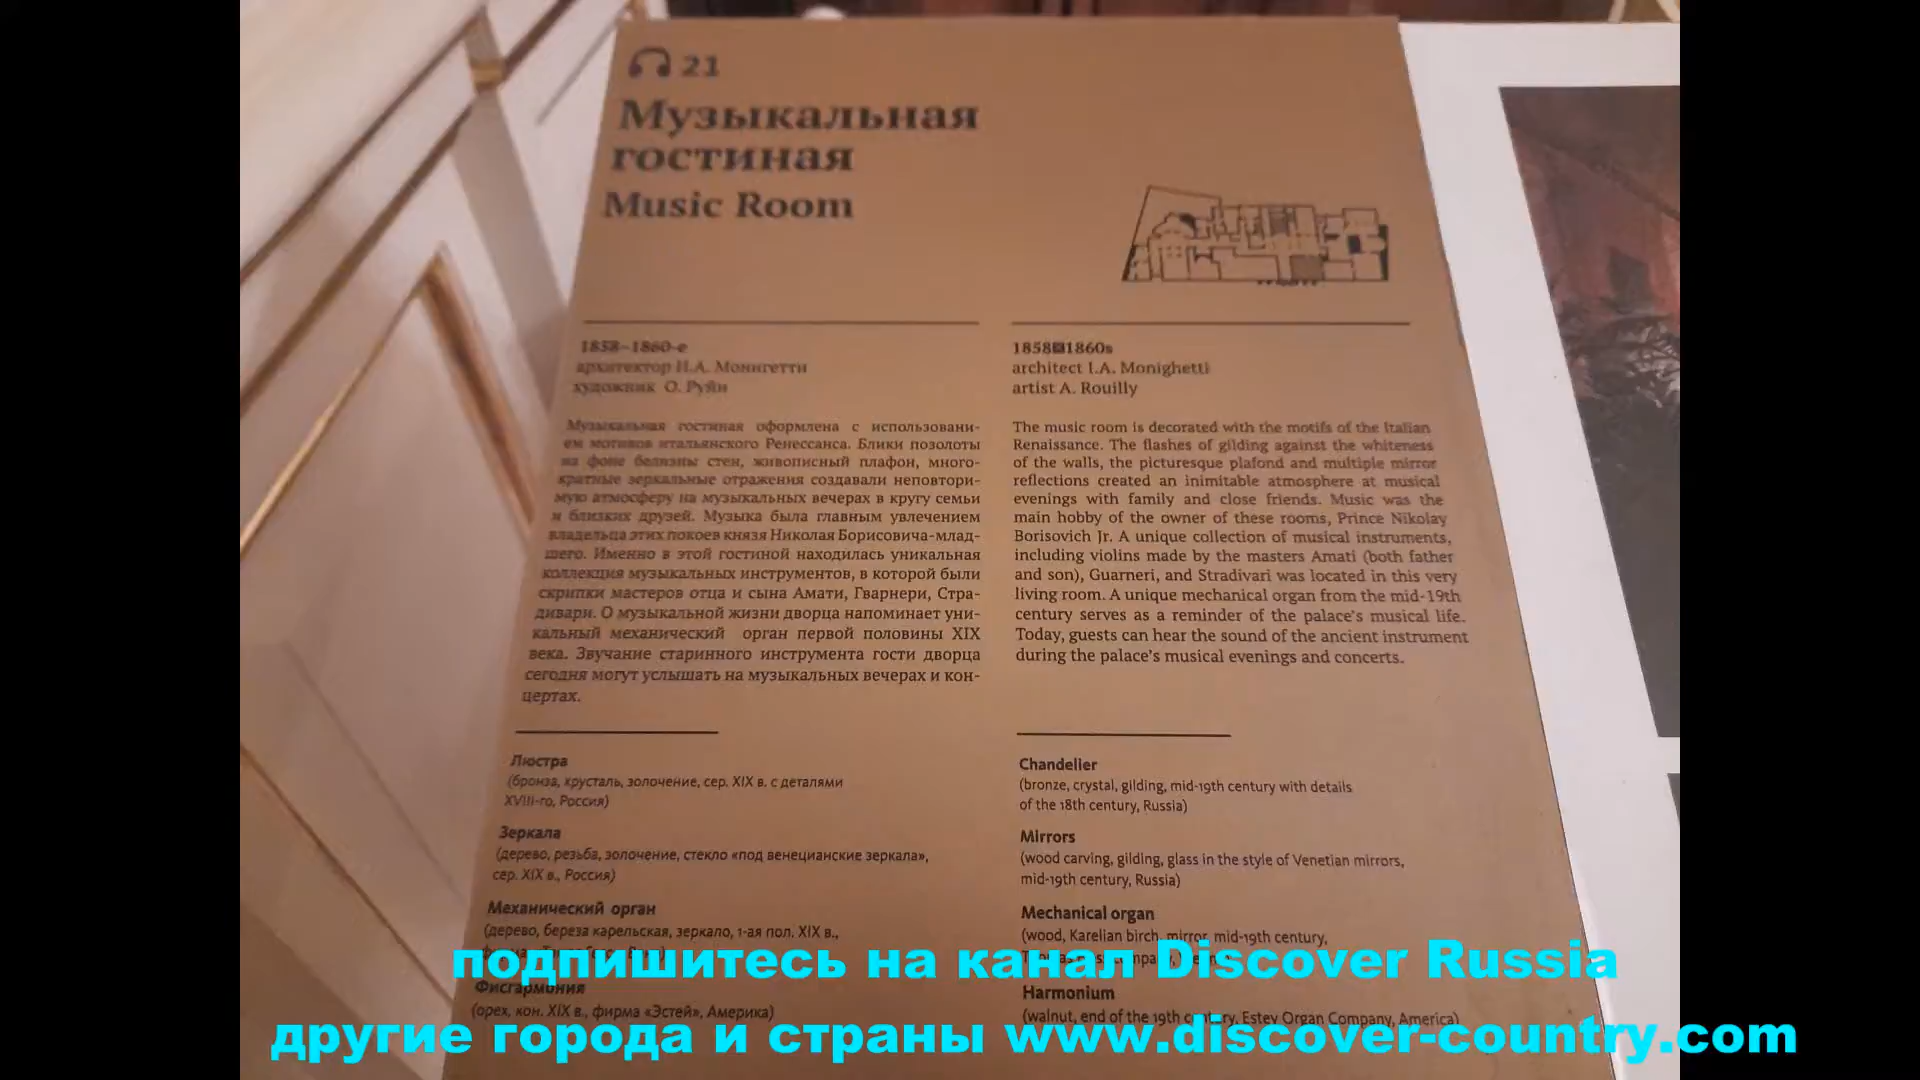 21
Музыкальная
гостиная
Music Room
1858–1860-е
архитектор И.А. Монигетти
художник О. Руйи
Музыкальная гостиная оформлена с использовани-
ем мотивов итальянского Ренессанса. Блики позолоты
на фоне белизны стен, живописный плафон, много-
кратные зеркальные отражения создавали неповтори-
мую атмосферу на музыкальных вечерах в кругу семьи
и близких друзей. Музыка была главным увлечением
владельца этих покоев князя Николая Борисовича-млад-
шего. Именно в этой гостиной находилась уникальная
коллекция музыкальных инструментов, в которой были
скрипки мастеров отца и сына Амати, Гварнери, Стра-
дивари. О музыкальной жизни дворца напоминает уни-
кальный механический орган первой половины XIX
века. Звучание старинного инструмента гости дворца
сегодня могут услышать на музыкальных вечерах и кон-
цертах.
Люстра
(бронза, хрусталь, золочение, сер. XIX в. с деталями
XVIII-го, Россия)
Зеркала
(дерево, резьба, золочение, стекло «под венецианские зеркала»,
сер. XIX в., Россия)
Механический орган
(дерево, береза карельская, зеркало, 1-ая пол. XIX в.,
Фисгармония
(орех, кон. XIX в., фирма «Эстей», Америка)
1858 1860s
architect I.A. Monighetti
artist A. Rouilly
The music room is decorated with the motifs of the Italian
Renaissance. The flashes of gilding against the whiteness
of the walls, the picturesque plafond and multiple mirror
reflections created an inimitable atmosphere at musical
evenings with family and close friends. Music was the
main hobby of the owner of these rooms, Prince Nikolay
Borisovich Jr. A unique collection of musical instruments,
including violins made by the masters Amati (both father
and son), Guarneri, and Stradivari was located in this very
living room. A unique mechanical organ from the mid-19th
century serves as a reminder of the palace's musical life.
Today, guests can hear the sound of the ancient instrument
during the palace's musical evenings and concerts.
Chandelier
(bronze, crystal, gilding, mid-19th century with details
of the 18th century, Russia)
Mirrors
(wood carving, gilding, glass in the style of Venetian mirrors,
mid-19th century, Russia)
Mechanical organ
(wood, Karelian birch, mirror, mid-19th century,
Harmonium
(walnut, end of the 19th century, Estey Organ Company, America)
подпишитесь на канал Discover Russia
другие города и страны www.discover-country.com